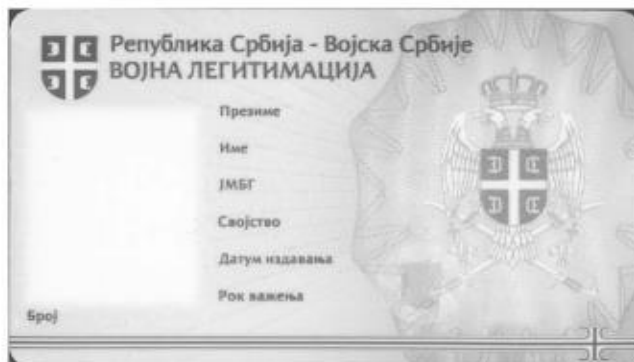 Република Србија - Војска Србије
ВОЈНА ЛЕГИТИМАЦИЈА
Презиме
Име
ЈМБГ
Својство
Датум издавања
Рок важења
Број